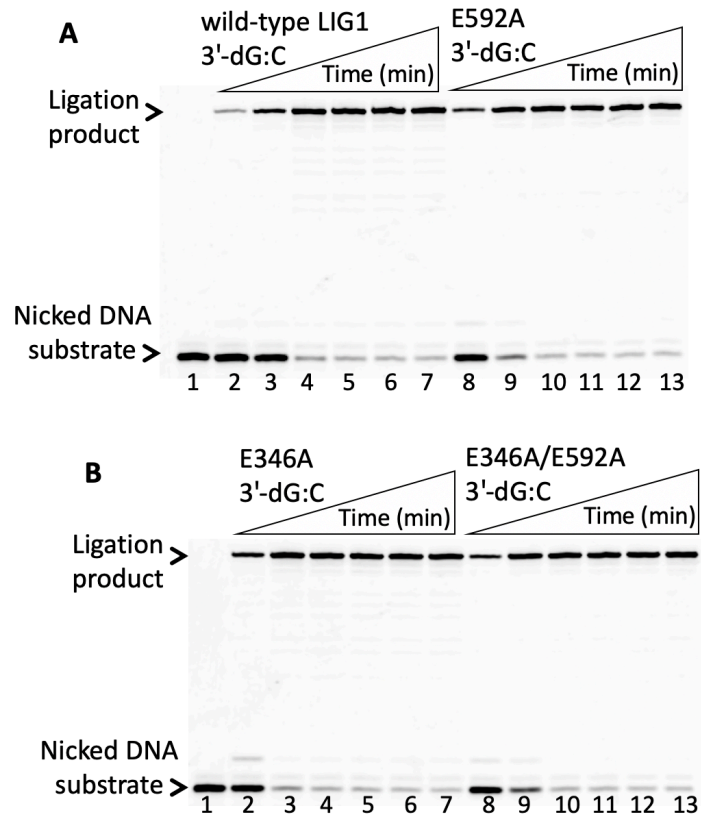 A
wild-type LIG1
3'-dG:C
Time (min)
E592A
3'-dG:C
Time (min)
Ligation
product
Nicked DNA
substrate
1 2 3 4 5 6 7 8 9 10 11 12 13
B
E346A
3'-dG:C
Time (min)
E346A/E592A
3'-dG:C
Time (min)
Ligation
product
Nicked DNA
substrate
1 2 3 4 5 6 7 8 9 10 11 12 13